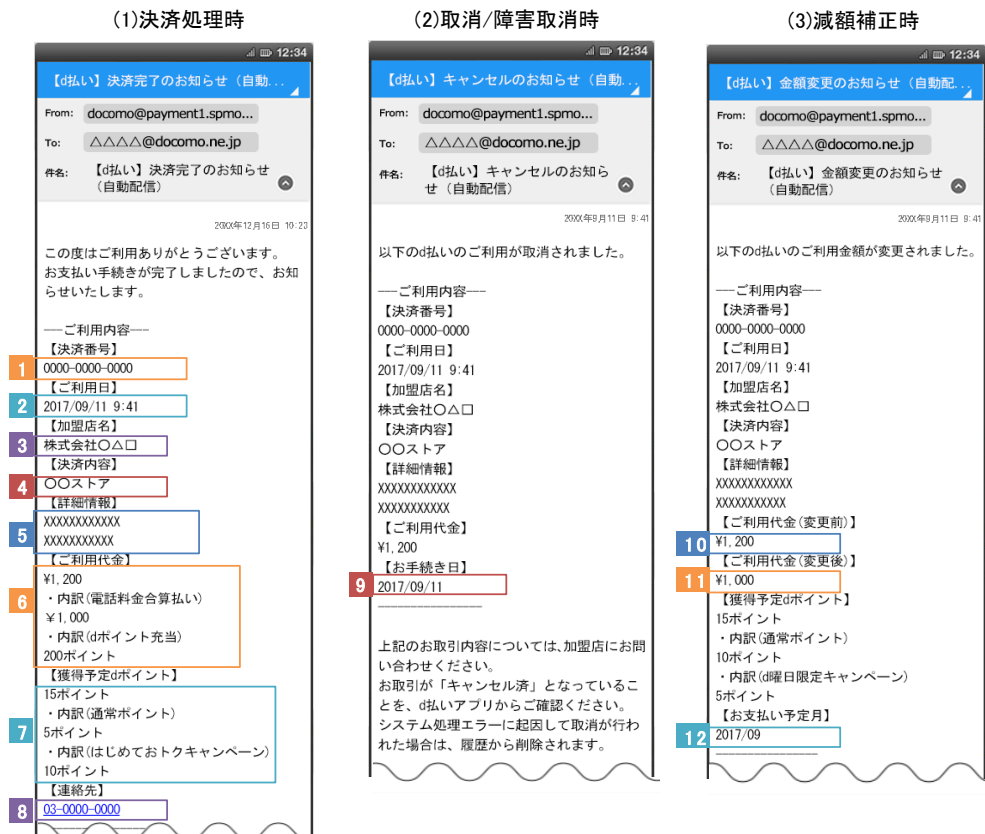 (1)決済処理時
12:34
【d払い】決済完了のお知らせ（自動...
From: docomo@payment1.spmo...
To: △△△△@docomo.ne.jp
件名: 【d払い】決済完了のお知らせ
（自動配信）
20XX年12月16日 10:23
この度はご利用ありがとうございます。
お支払い手続きが完了しましたので、お知
らせいたします。
―――ご利用内容―――
【決済番号】
1 0000-0000-0000
【ご利用日】
2 2017/09/11 9:41
【加盟店名】
3 株式会社〇△□
【決済内容】
4 〇〇ストア
【詳細情報】
5 XXXXXXXXXXXX
XXXXXXXXXXX
【ご利用代金】
6 ¥1,200
・内訳(電話料金合算払い)
￥1,000
・内訳(dポイント充当)
200ポイント
【獲得予定dポイント】
7 15ポイント
・内訳(通常ポイント)
5ポイント
・内訳(はじめておトクキャンペーン)
10ポイント
【連絡先】
8 03-0000-0000
(2)取消/障害取消時
12:34
【d払い】キャンセルのお知らせ（自動...
From: docomo@payment1.spmo...
To: △△△△@docomo.ne.jp
件名: 【d払い】キャンセルのお知ら
せ（自動配信）
20XX年9月11日 9:41
以下のd払いのご利用が取消されました。
―――ご利用内容―――
【決済番号】
0000-0000-0000
【ご利用日】
2017/09/11 9:41
【加盟店名】
株式会社〇△□
【決済内容】
〇〇ストア
【詳細情報】
XXXXXXXXXXXX
XXXXXXXXXXX
【ご利用代金】
¥1,200
【お手続き日】
9 2017/09/11
上記のお取引内容については､加盟店にお問
い合わせください。
お取引が「キャンセル済」となっているこ
とを、d払いアプリからご確認ください。
システム処理エラーに起因して取消が行わ
れた場合は、履歴から削除されます。
(3)減額補正時
12:34
【d払い】金額変更のお知らせ（自動配...
From: docomo@payment1.spmo...
To: △△△△@docomo.ne.jp
件名: 【d払い】金額変更のお知らせ
（自動配信）
20XX年9月11日 9:41
以下のd払いのご利用金額が変更されました。
―――ご利用内容―――
【決済番号】
0000-0000-0000
【ご利用日】
2017/09/11 9:41
【加盟店名】
株式会社〇△□
【決済内容】
〇〇ストア
【詳細情報】
XXXXXXXXXXXX
XXXXXXXXXXX
【ご利用代金(変更前)】
10 ¥1,200
【ご利用代金(変更後)】
11 ¥1,000
【獲得予定dポイント】
15ポイント
・内訳(通常ポイント)
10ポイント
・内訳(d曜日限定キャンペーン)
5ポイント
【お支払い予定月】
12 2017/09